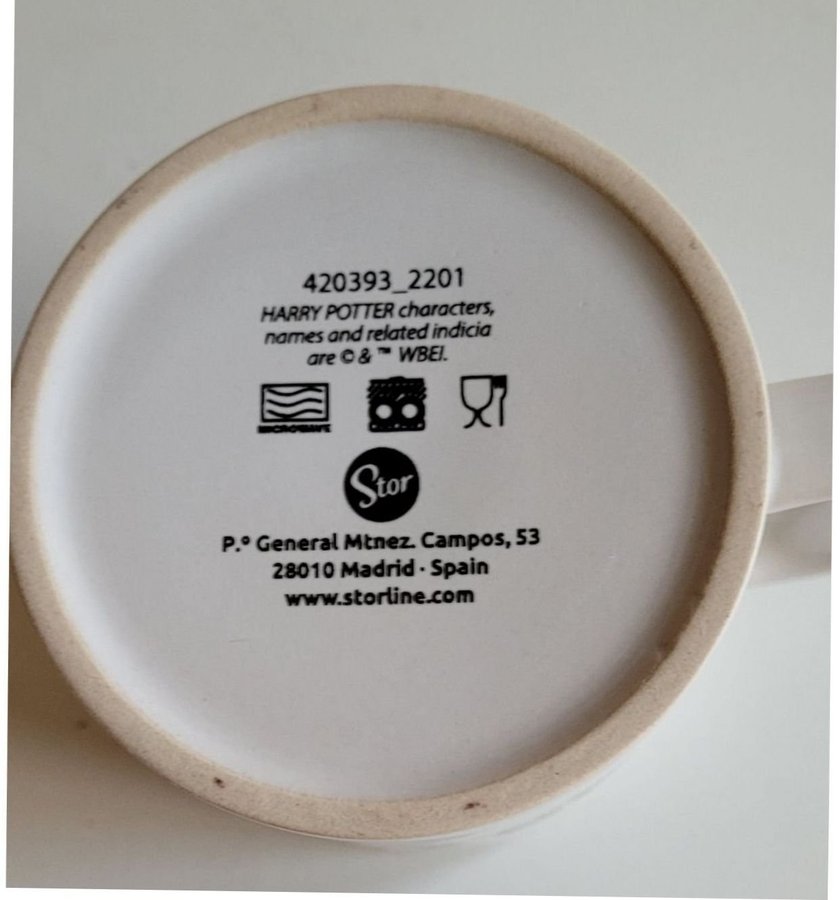 420393_2201
HARRY POTTER characters,
names and related indicia
are © & ™ WBEI.
MICROWAVE
Stor
P.º General Mtnez. Campos, 53
28010 Madrid · Spain
www.storline.com